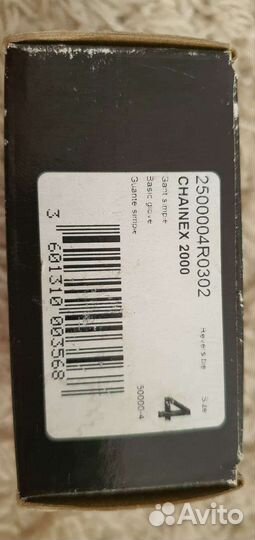 2500004R0302
CHAINEX 2000
Gant simple
Basic glove
Guante simple
Reversible
Size
4
50000-4
3 601310 003568
Avito